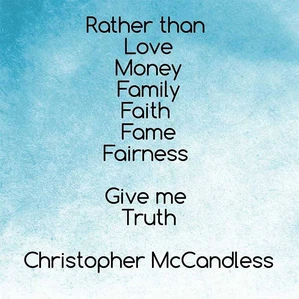 Rather than
Love
Money
Family
Faith
Fame
Fairness
Give me
Truth
Christopher McCandless